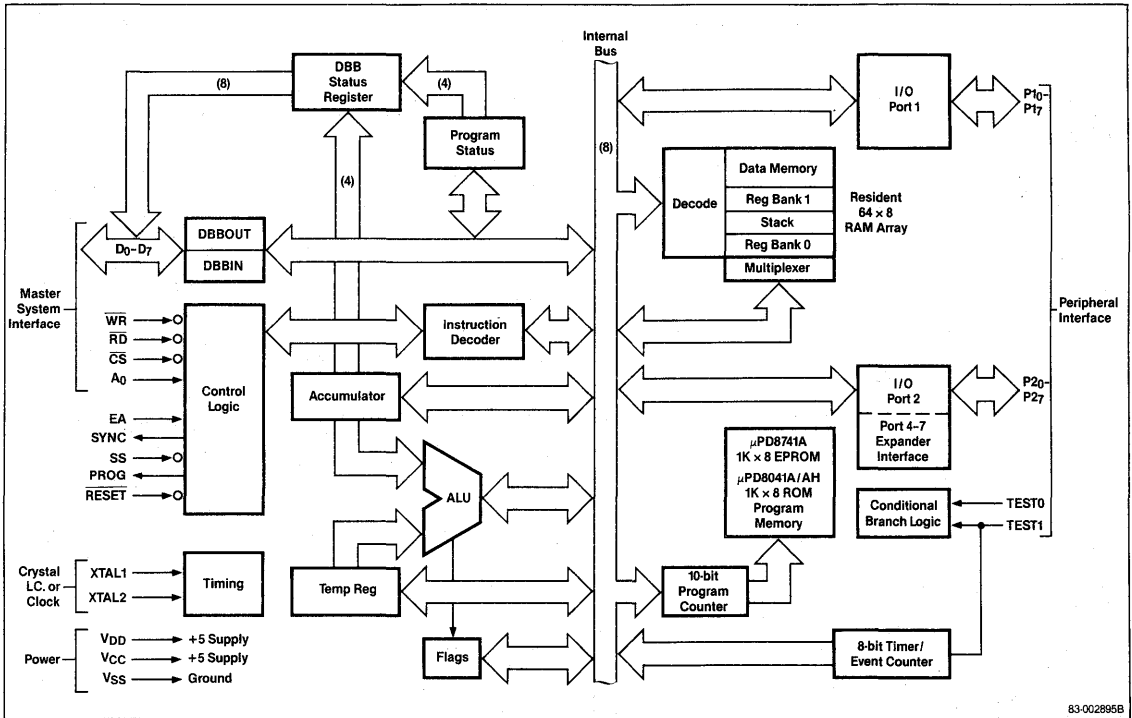 Internal
Bus
DBB
Status
Register
(8)
(4)
Program
Status
(4)
(8)
I/O
Port 1
P10-
P17
Decode
Data Memory
Reg Bank 1
Stack
Reg Bank 0
Multiplexer
Resident
64 × 8
RAM Array
D0-D7
DBBOUT
DBBIN
Master
System
Interface
WR
RD
CS
A0
EA
SYNC
SS
PROG
RESET
Control
Logic
Instruction
Decoder
Accumulator
ALU
Temp Reg
Flags
Peripheral
Interface
I/O
Port 2
Port 4-7
Expander
Interface
P20-
P27
μPD8741A
1K × 8 EPROM
μPD8041A/AH
1K × 8 ROM
Program
Memory
Conditional
Branch Logic
TEST0
TEST1
10-bit
Program
Counter
8-bit Timer/
Event Counter
Crystal
LC. or
Clock
XTAL1
XTAL2
Timing
Power
VDD +5 Supply
VCC +5 Supply
VSS Ground
83-002895B